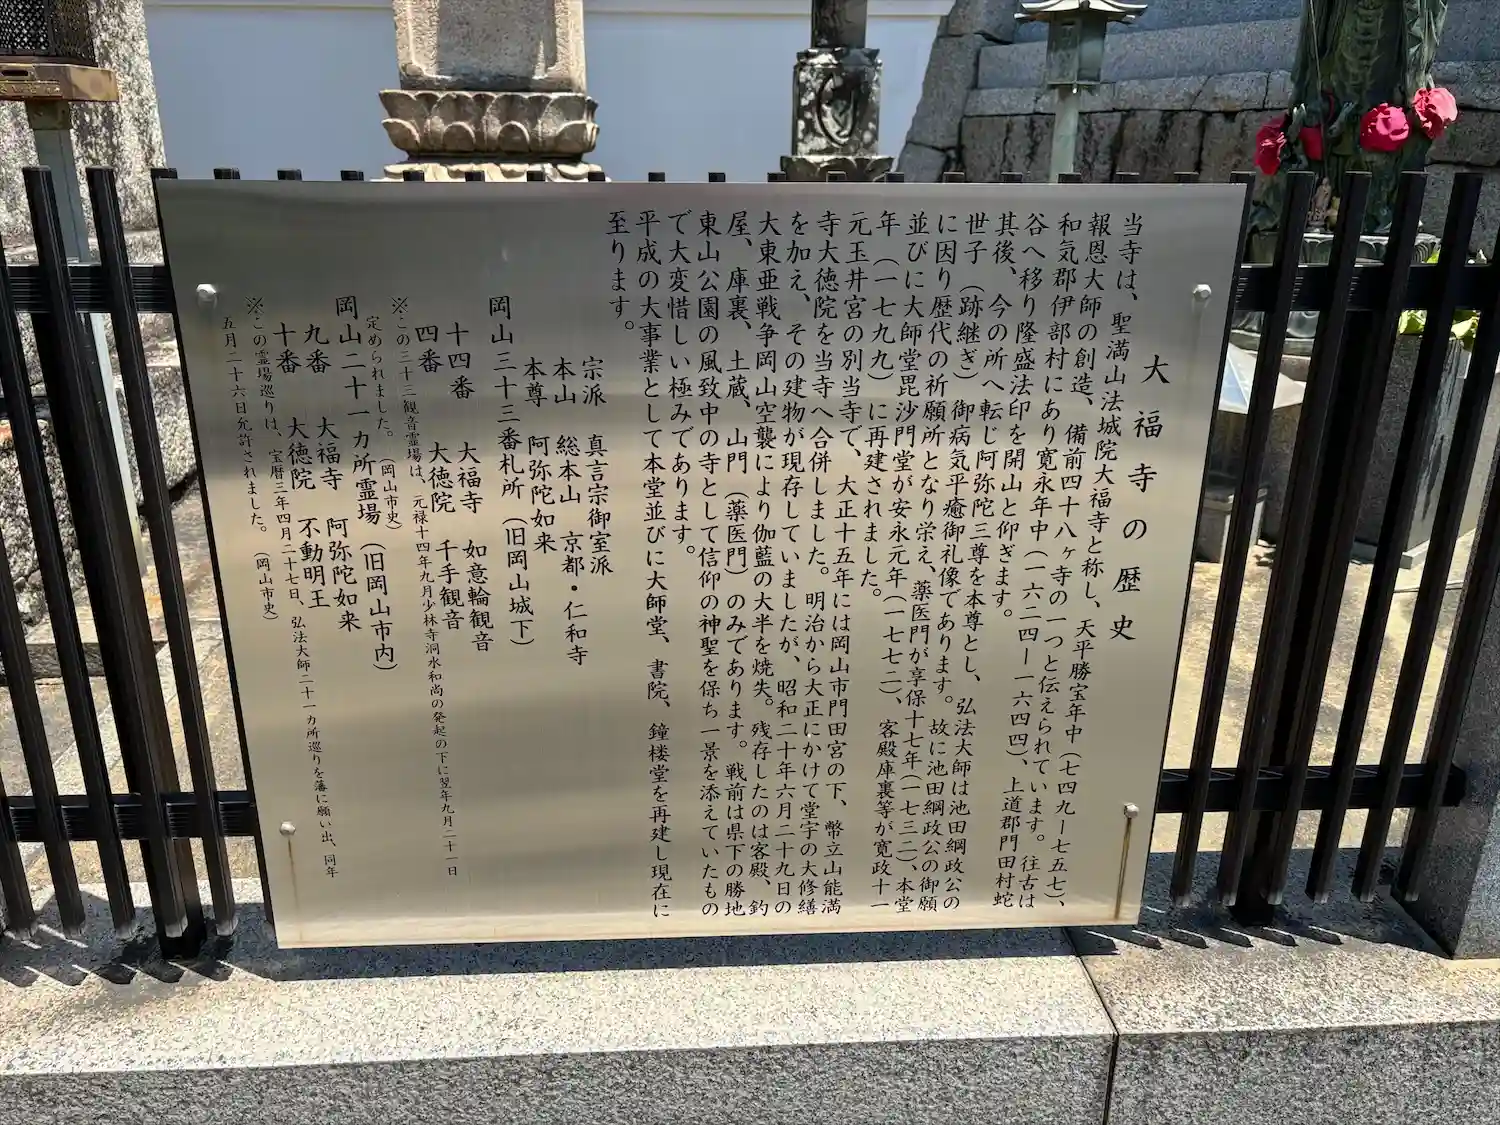 大福寺の歴史
当寺は、聖満山法城院大福寺と称し、天平勝宝年中（七四九ー七五七）、
報恩大師の創造、備前四十八ヶ寺の一つと伝えられています。往古は
和気郡伊部村にあり寛永年中（一六二四ー一六四四）、上道郡門田村蛇
谷へ移り隆盛法印を開山と仰ぎます。
其後、今の所へ転じ阿弥陀三尊を本尊とし、弘法大師は池田綱政公の
世子（跡継ぎ）御病気平癒御礼像であります。故に池田綱政公の御願
に因り歴代の祈願所となり栄え、薬医門が享保十七年（一七三二）、本堂
並びに大師堂毘沙門堂が安永元年（一七七二）、客殿庫裏等が寛政十一
年（一七九九）に再建されました。
元玉井宮の別当寺で、大正十五年には岡山市門田宮の下、幣立山能満
寺大徳院を当寺へ合併しました。明治から大正にかけて堂宇の大修繕
を加え、その建物が現存していましたが、昭和二十年六月二十九日の
大東亜戦争岡山空襲により伽藍の大半を焼失。残存したのは客殿、釣
屋、庫裏、土蔵、山門（薬医門）のみであります。戦前は県下の勝地
東山公園の風致中の寺として信仰の神聖を保ち一景を添えていたもの
で大変惜しい極みであります。
平成の大事業として本堂並びに大師堂、書院、鐘楼堂を再建し現在に
至ります。
宗派　真言宗御室派
本山　総本山　京都・仁和寺
本尊　阿弥陀如来
岡山三十三番札所（旧岡山城下）
十四番　大福寺　如意輪観音
四番　大徳院　千手観音
※この三十三観音霊場は、元禄十四年九月少林寺洞水和尚の発起の下に翌年九月二十一日
定められました。（岡山市史）
岡山二十一カ所霊場（旧岡山市内）
九番　大福寺　阿弥陀如来
十番　大徳院　不動明王
※この霊場巡りは、宝暦三年四月二十七日、弘法大師二十一カ所巡りを藩に願い出、同年
五月二十六日允許されました。（岡山市史）